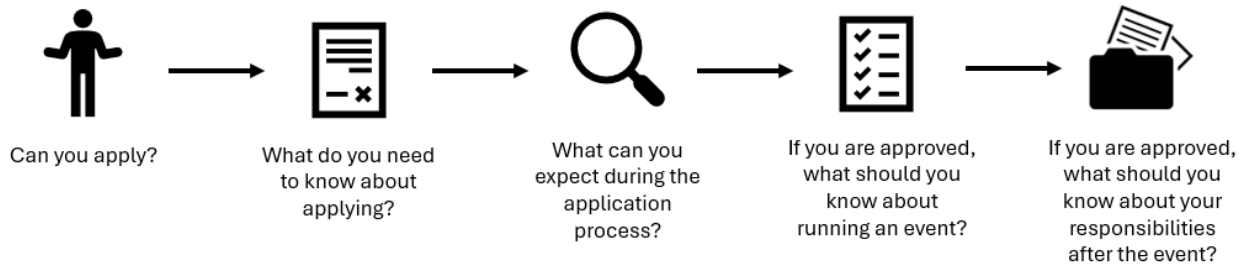 Can you apply?
What do you need
to know about
applying?
What can you
expect during the
application
process?
If you are approved,
what should you
know about
running an event?
If you are approved,
what should you
know about your
responsibilities
after the event?